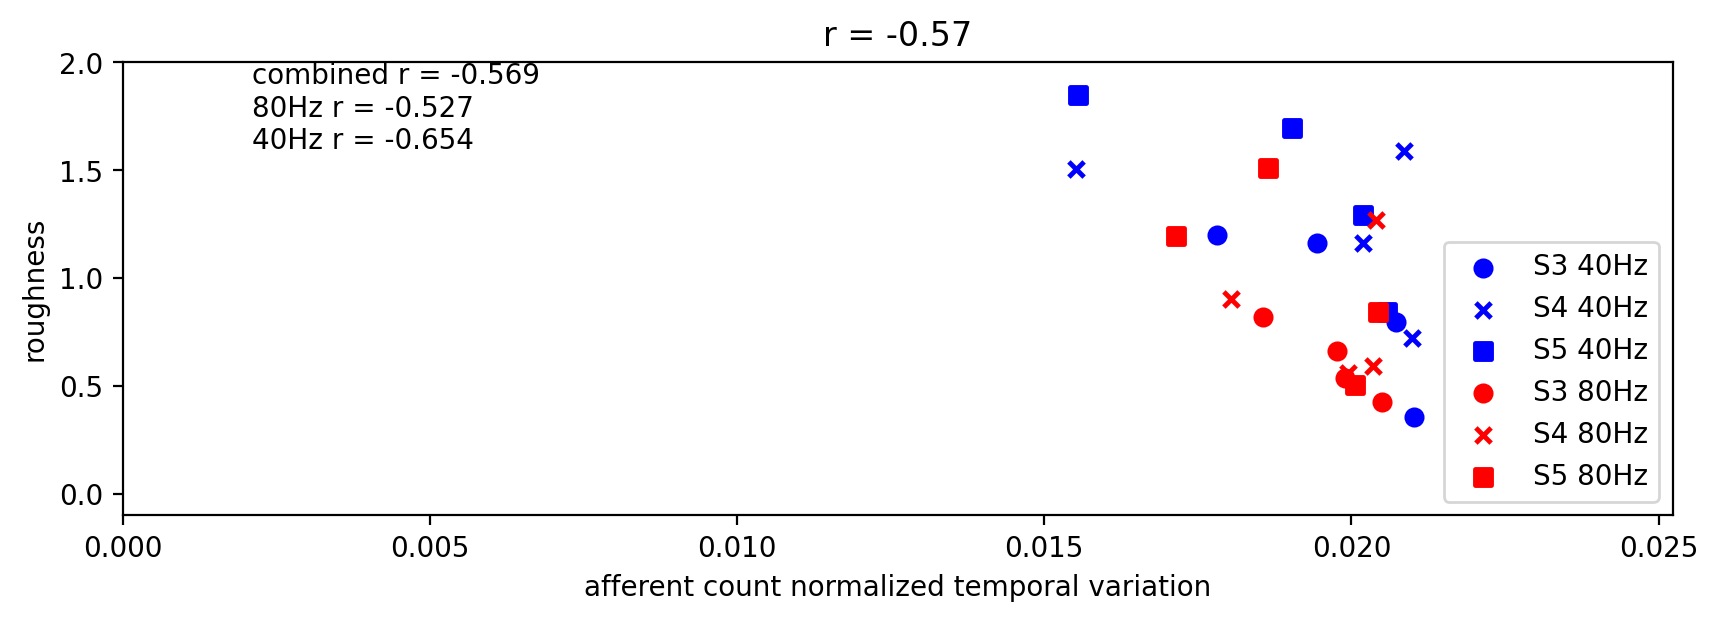 r = -0.57
combined r = -0.569
80Hz r = -0.527
40Hz r = -0.654
2.0
1.5
1.0
0.5
0.0
roughness
S3 40Hz
S4 40Hz
S5 40Hz
S3 80Hz
S4 80Hz
S5 80Hz
0.000 0.005 0.010 0.015 0.020 0.025
afferent count normalized temporal variation